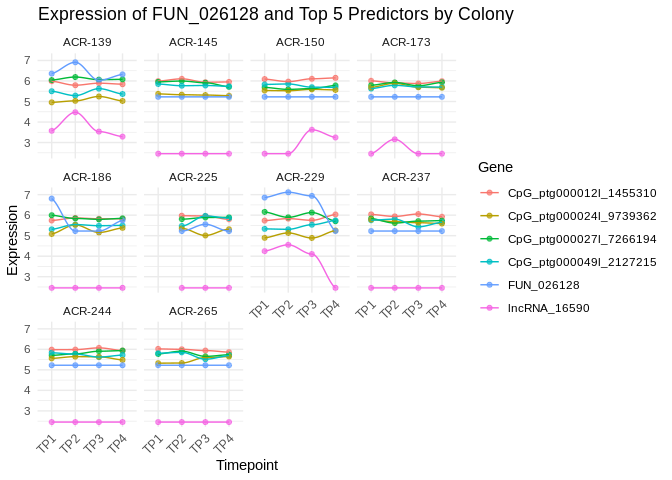 Expression of FUN_026128 and Top 5 Predictors by Colony
ACR-139 ACR-145 ACR-150 ACR-173
7
6
5
4
3
ACR-186 ACR-225 ACR-229 ACR-237
7
6
5
4
3
ACR-244 ACR-265
7
6
5
4
3
TP1 TP2 TP3 TP4 TP1 TP2 TP3 TP4
TP1 TP2 TP3 TP4 TP1 TP2 TP3 TP4
Expression
Timepoint
Gene
CpG_ptg000012l_1455310
CpG_ptg000024l_9739362
CpG_ptg000027l_7266194
CpG_ptg000049l_2127215
FUN_026128
lncRNA_16590